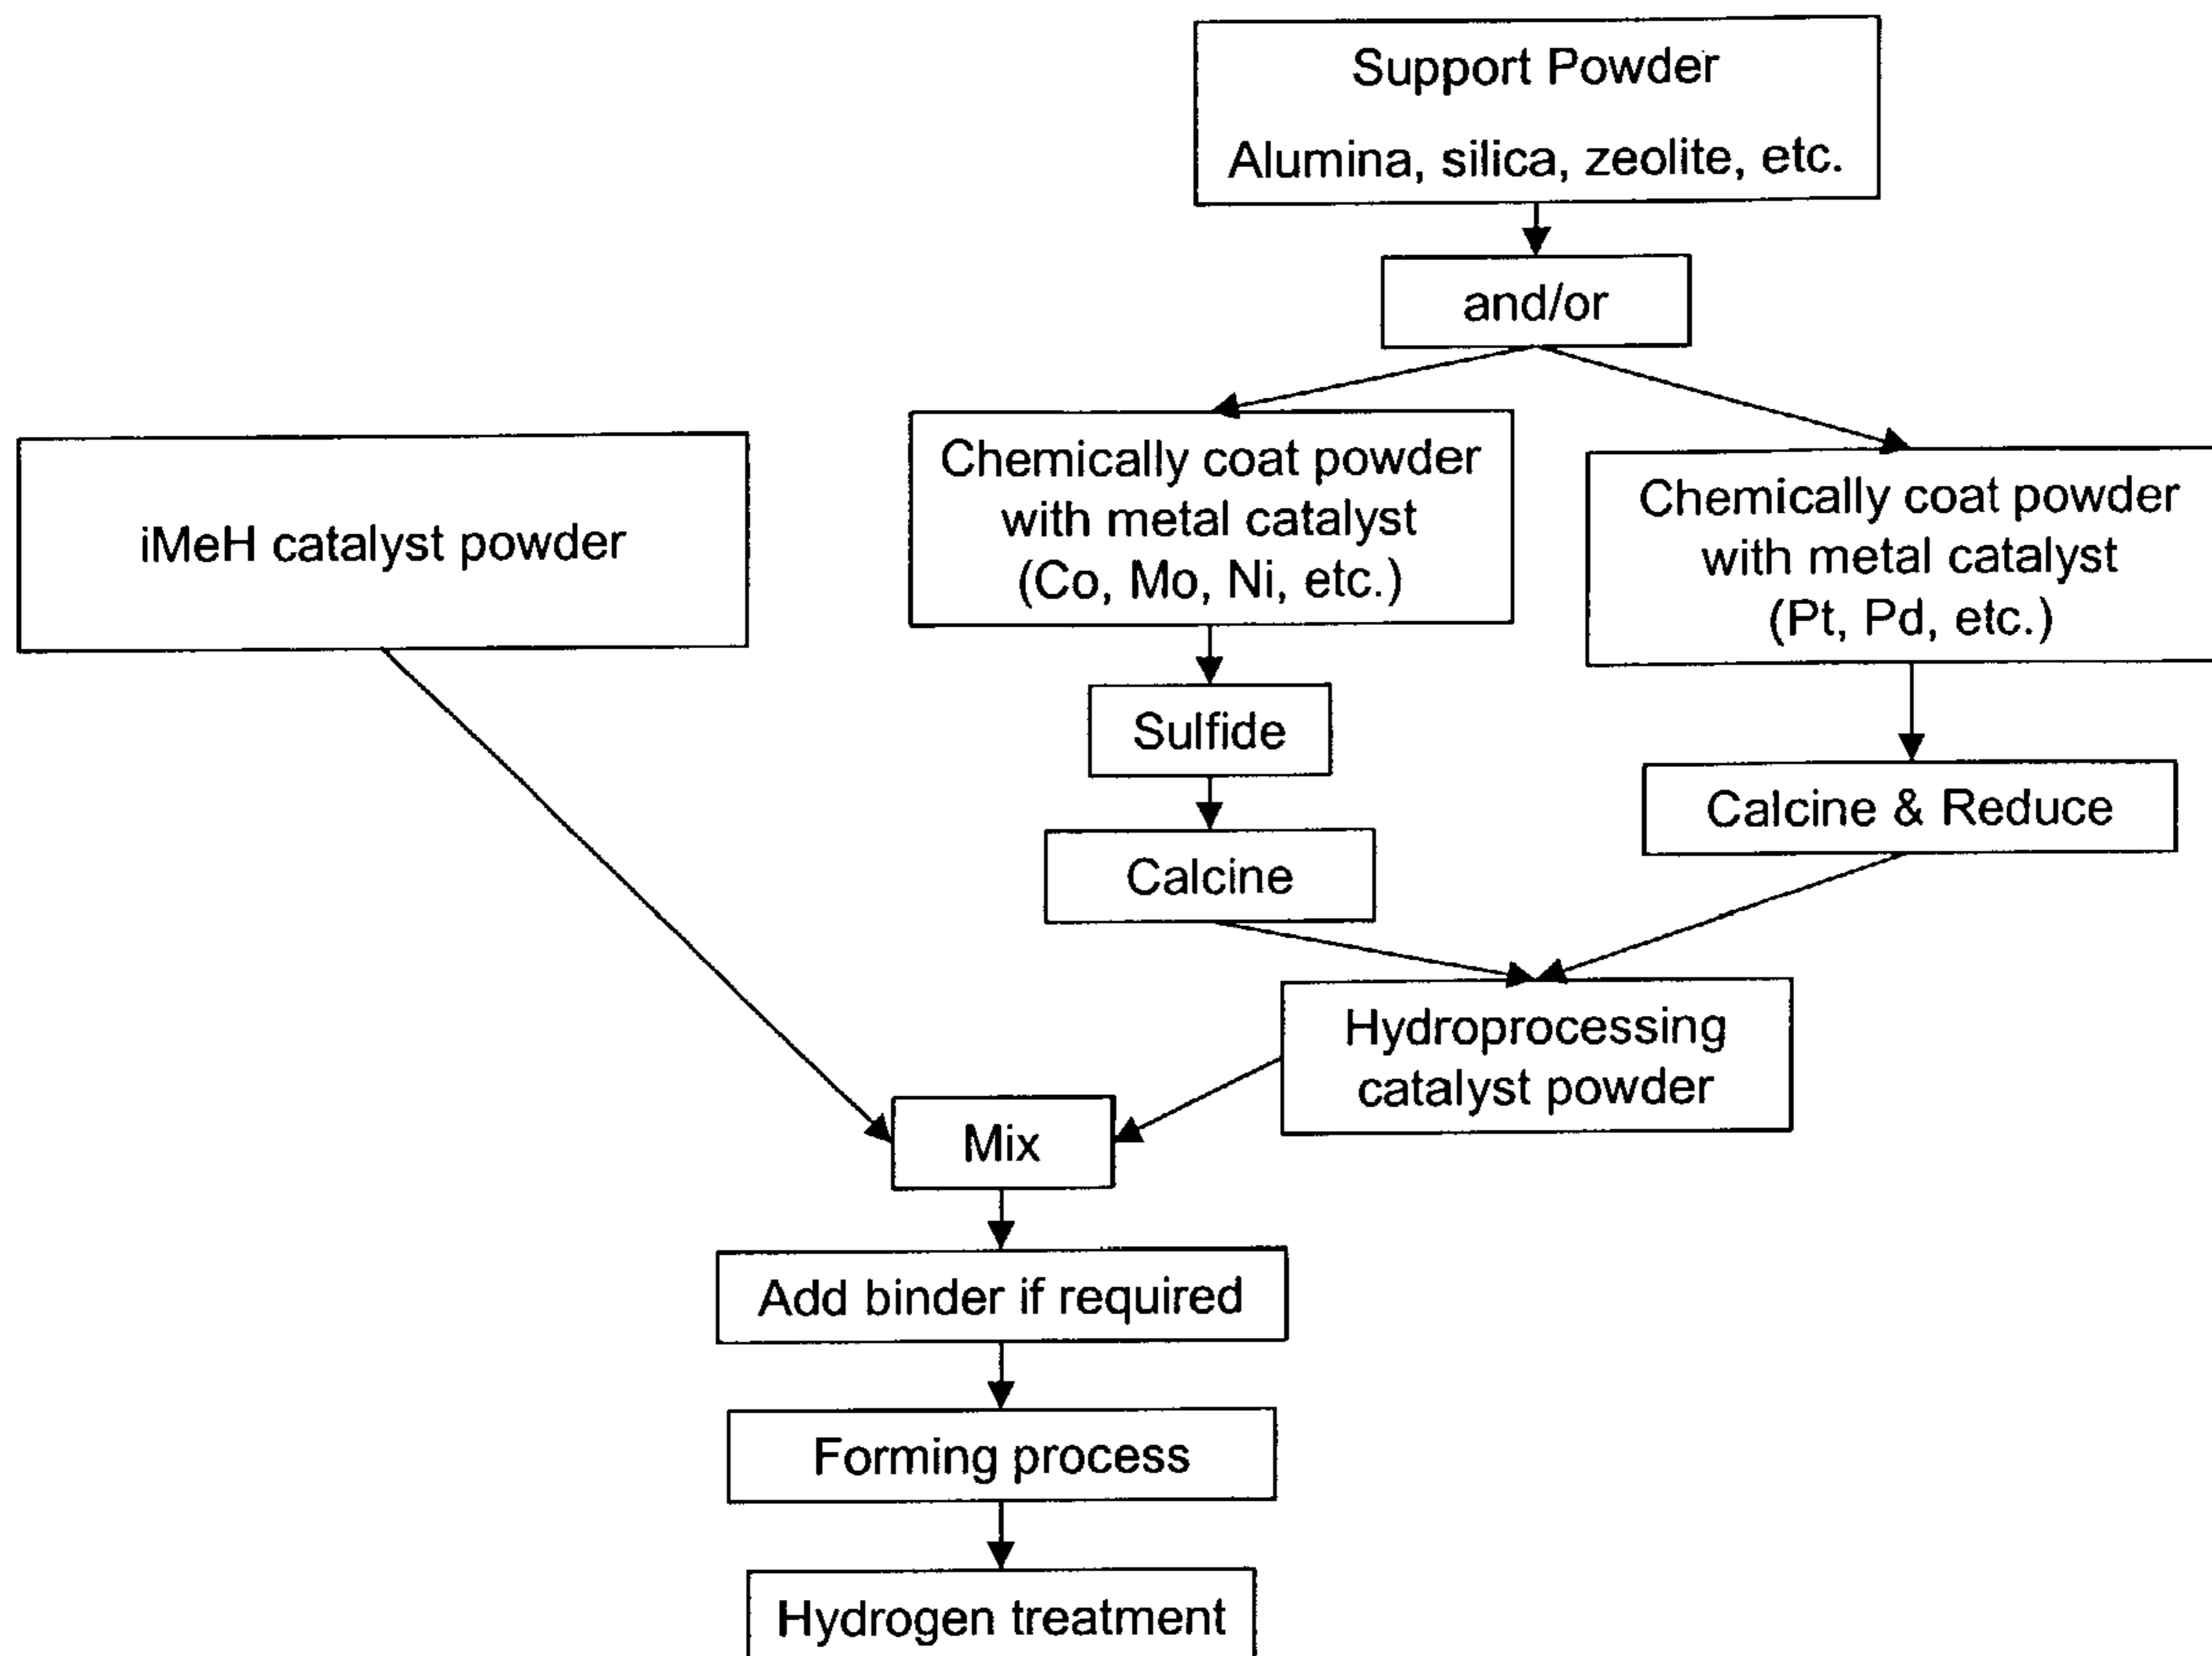 Support Powder
Alumina, silica, zeolite, etc.
and/or
iMeH catalyst powder
Chemically coat powder
with metal catalyst
(Co, Mo, Ni, etc.)
Chemically coat powder
with metal catalyst
(Pt, Pd, etc.)
Sulfide
Calcine & Reduce
Calcine
Hydroprocessing
catalyst powder
Mix
Add binder if required
Forming process
Hydrogen treatment